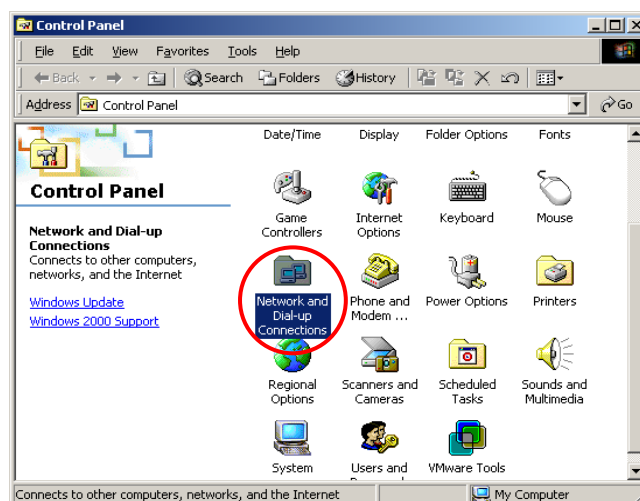 Control Panel
File Edit View Favorites Tools Help
Back Search Folders History
Address Control Panel Go
Control Panel
Network and Dial-up
Connections
Connects to other computers,
networks, and the Internet
Windows Update
Windows 2000 Support
Date/Time Display Folder Options Fonts
Game
Controllers
Internet
Options
Keyboard
Mouse
Network and
Dial-up
Connections
Phone and
Modem ...
Power Options
Printers
Regional
Options
Scanners and
Cameras
Scheduled
Tasks
Sounds and
Multimedia
System
Users and
VMware Tools
Connects to other computers, networks, and the Internet
My Computer